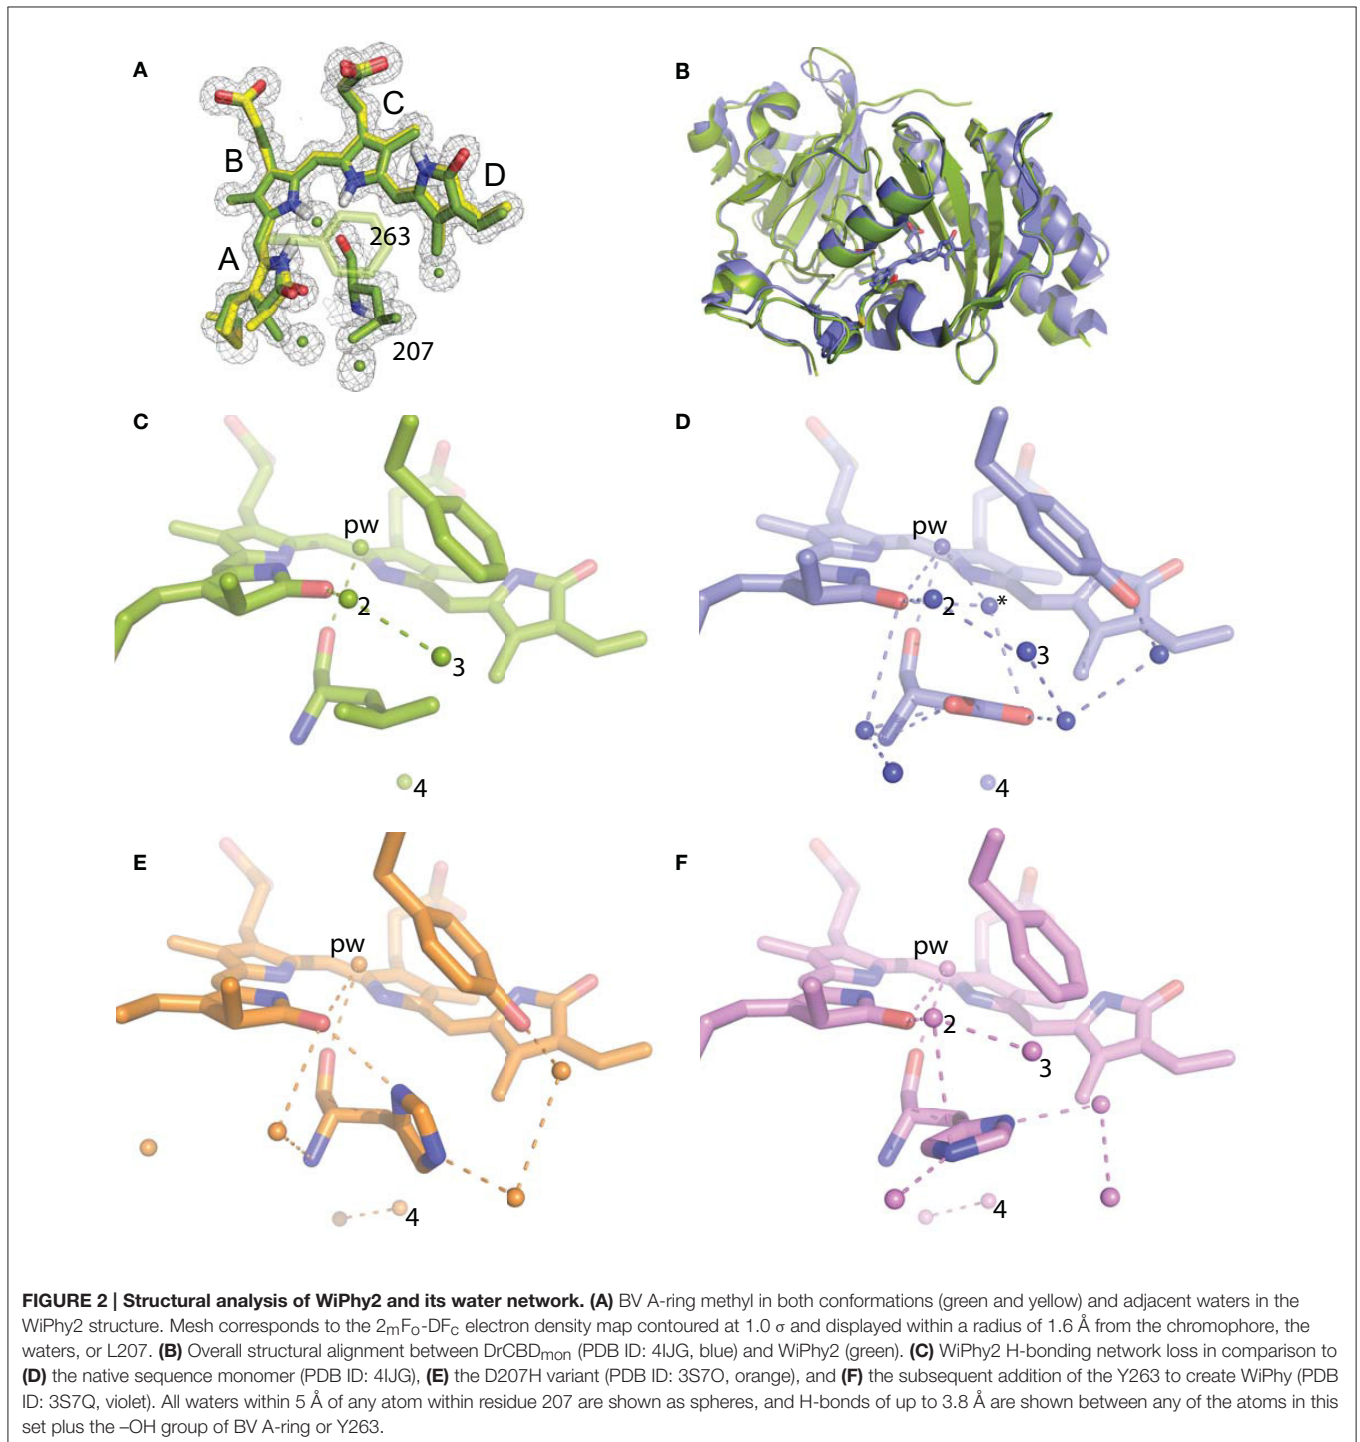 A
B
C
B
D
263
A
207
C
D
pw
pw
2
2
*
3
3
4
4
E
F
pw
pw
2
3
4
4
FIGURE 2 | Structural analysis of WiPhy2 and its water network. (A) BV A-ring methyl in both conformations (green and yellow) and adjacent waters in the
WiPhy2 structure. Mesh corresponds to the 2mFo-DFc electron density map contoured at 1.0 σ and displayed within a radius of 1.6 Å from the chromophore, the
waters, or L207. (B) Overall structural alignment between DrCBDmon (PDB ID: 4IJG, blue) and WiPhy2 (green). (C) WiPhy2 H-bonding network loss in comparison to
(D) the native sequence monomer (PDB ID: 4IJG), (E) the D207H variant (PDB ID: 3S7O, orange), and (F) the subsequent addition of the Y263 to create WiPhy (PDB
ID: 3S7Q, violet). All waters within 5 Å of any atom within residue 207 are shown as spheres, and H-bonds of up to 3.8 Å are shown between any of the atoms in this
set plus the –OH group of BV A-ring or Y263.